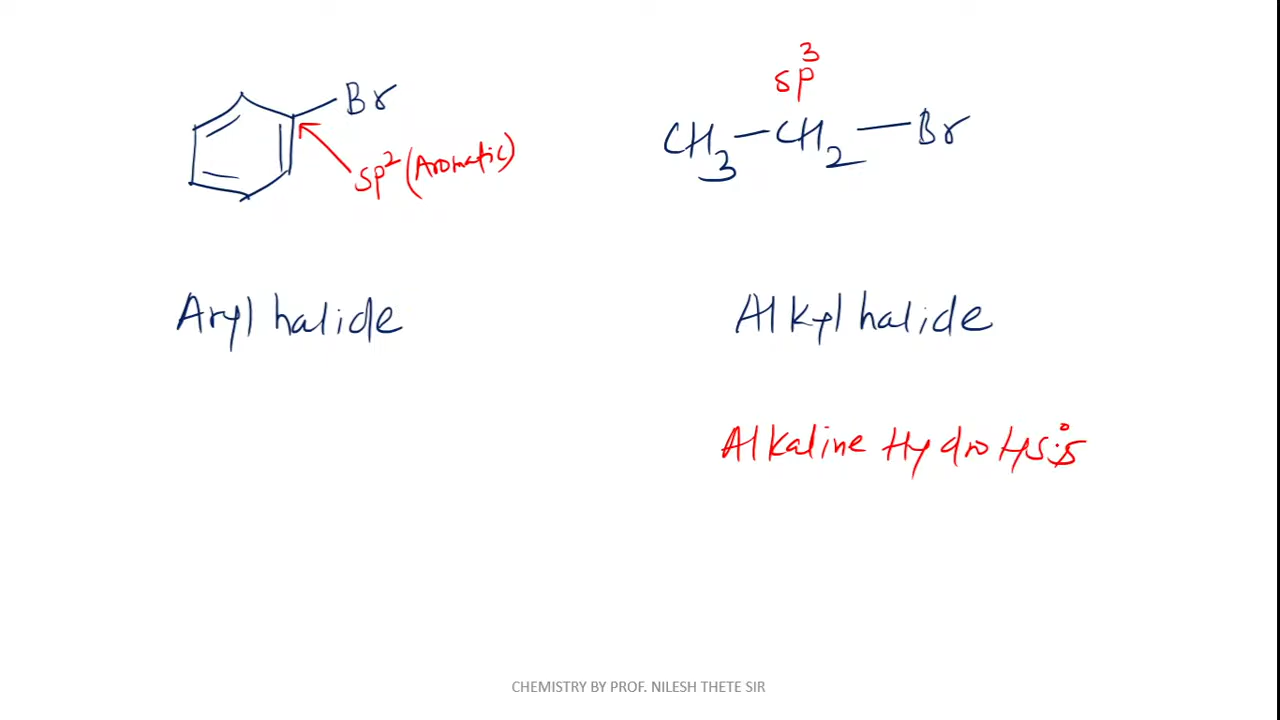 Br
sp² (Aromatic)
sp³
CH₃-CH₂-Br
Aryl halide
Alkyl halide
Alkaline Hydrolysis
CHEMISTRY BY PROF. NILESH THETE SIR